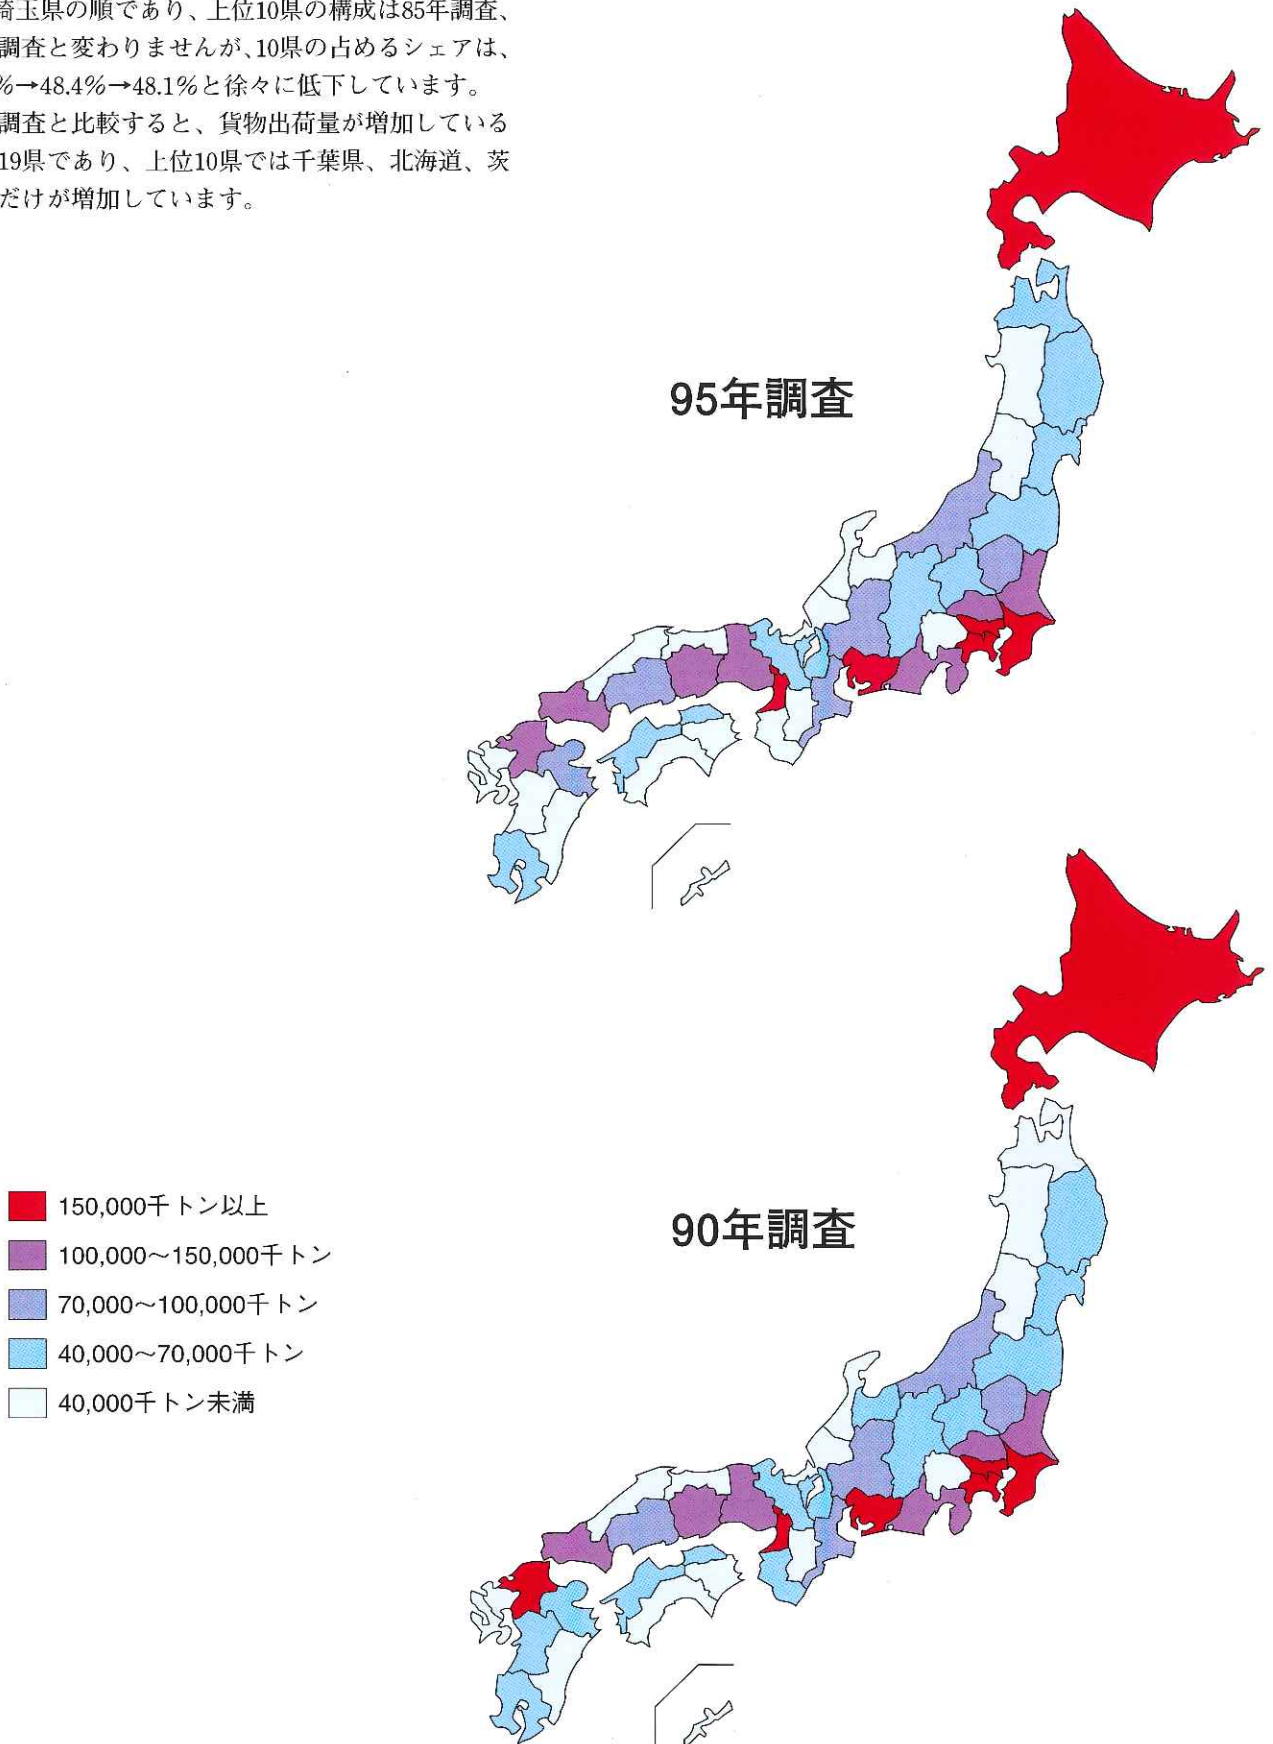 埼玉県の順であり、上位10県の構成は85年調査、
調査と変わりませんが、10県の占めるシェアは、
%→48.4%→48.1%と徐々に低下しています。
調査と比較すると、貨物出荷量が増加している
19県であり、上位10県では千葉県、北海道、茨
だけが増加しています。
95年調査
90年調査
150,000千トン以上
100,000～150,000千トン
70,000～100,000千トン
40,000～70,000千トン
40,000千トン未満